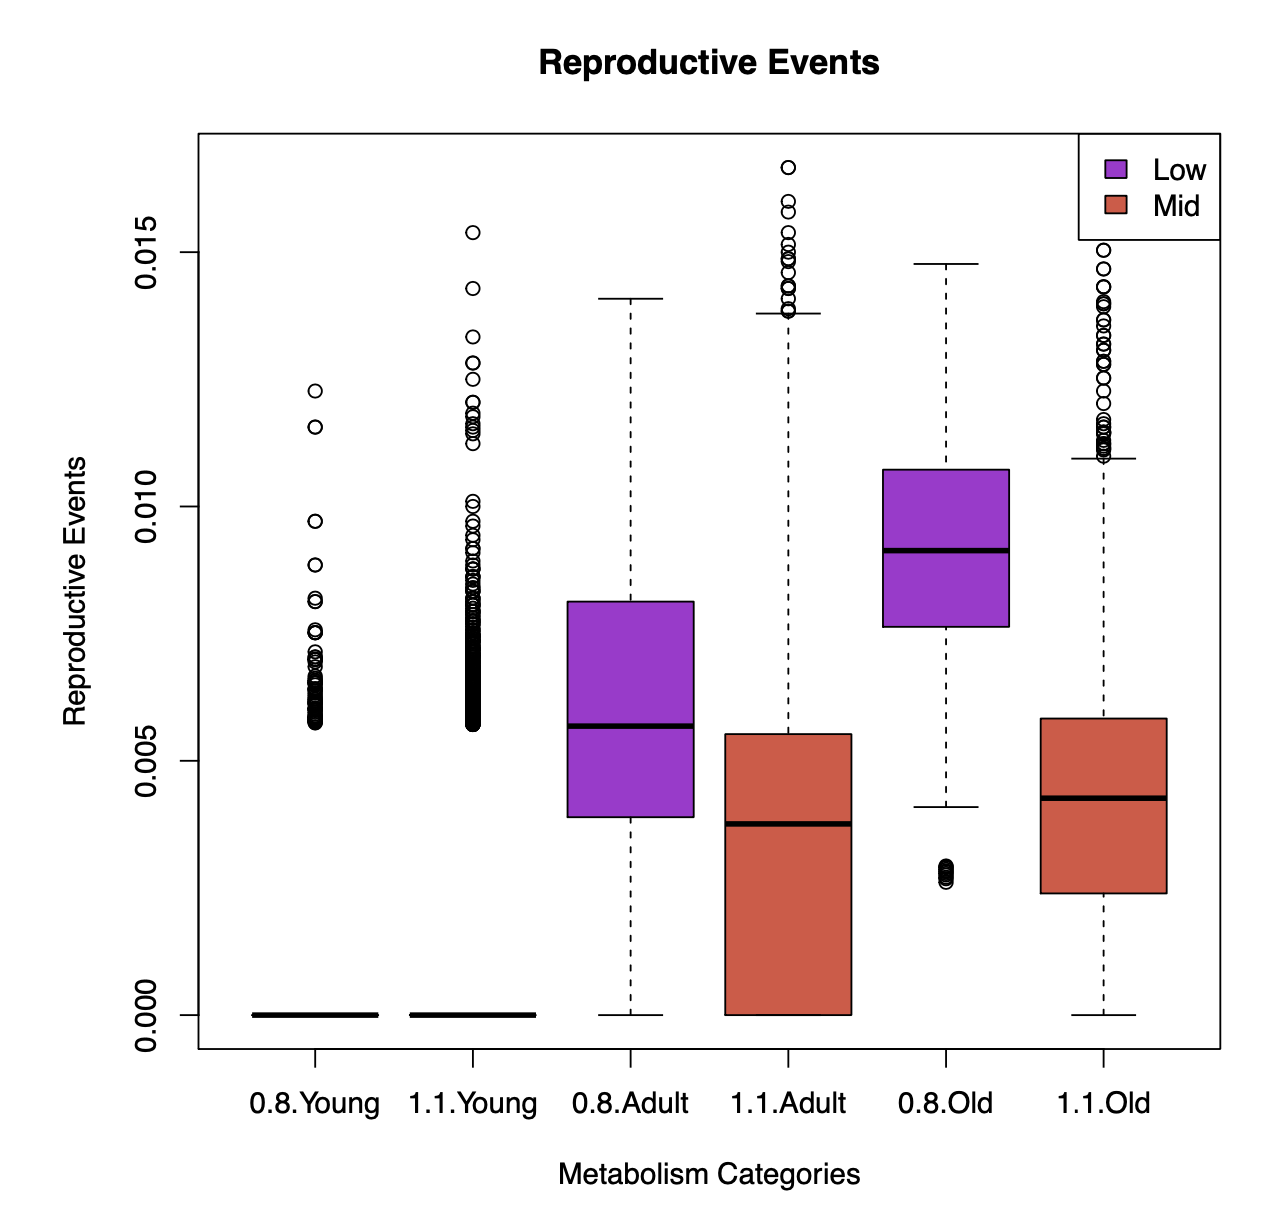 Reproductive Events
Low
Mid
0.015
0.010
0.005
0.000
Reproductive Events
0.8.Young 1.1.Young 0.8.Adult 1.1.Adult 0.8.Old 1.1.Old
Metabolism Categories